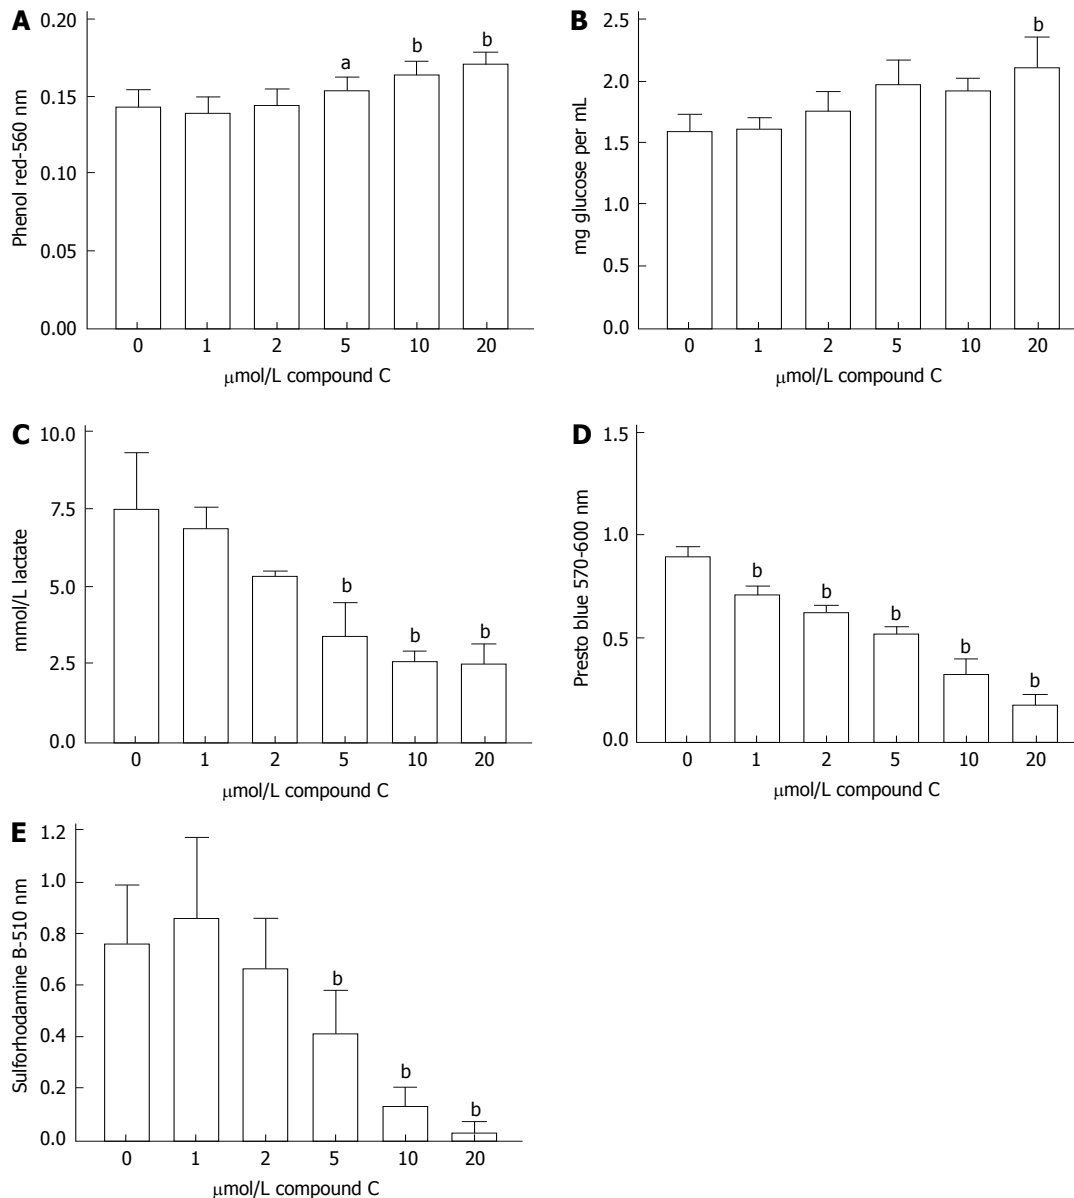 A
Phenol red-560 nm
0.20
0.15
0.10
0.05
0.00
a
b
b
0 1 2 5 10 20
μmol/L compound C
B
mg glucose per mL
2.5
2.0
1.5
1.0
0.5
0.0
b
0 1 2 5 10 20
μmol/L compound C
C
mmol/L lactate
10.0
7.5
5.0
2.5
0.0
b
b
b
0 1 2 5 10 20
μmol/L compound C
D
Presto blue 570-600 nm
1.5
1.0
0.5
0.0
b
b
b
b
b
0 1 2 5 10 20
μmol/L compound C
E
Sulforhodamine B-510 nm
1.2
1.0
0.8
0.6
0.4
0.2
0.0
b
b
b
0 1 2 5 10 20
μmol/L compound C